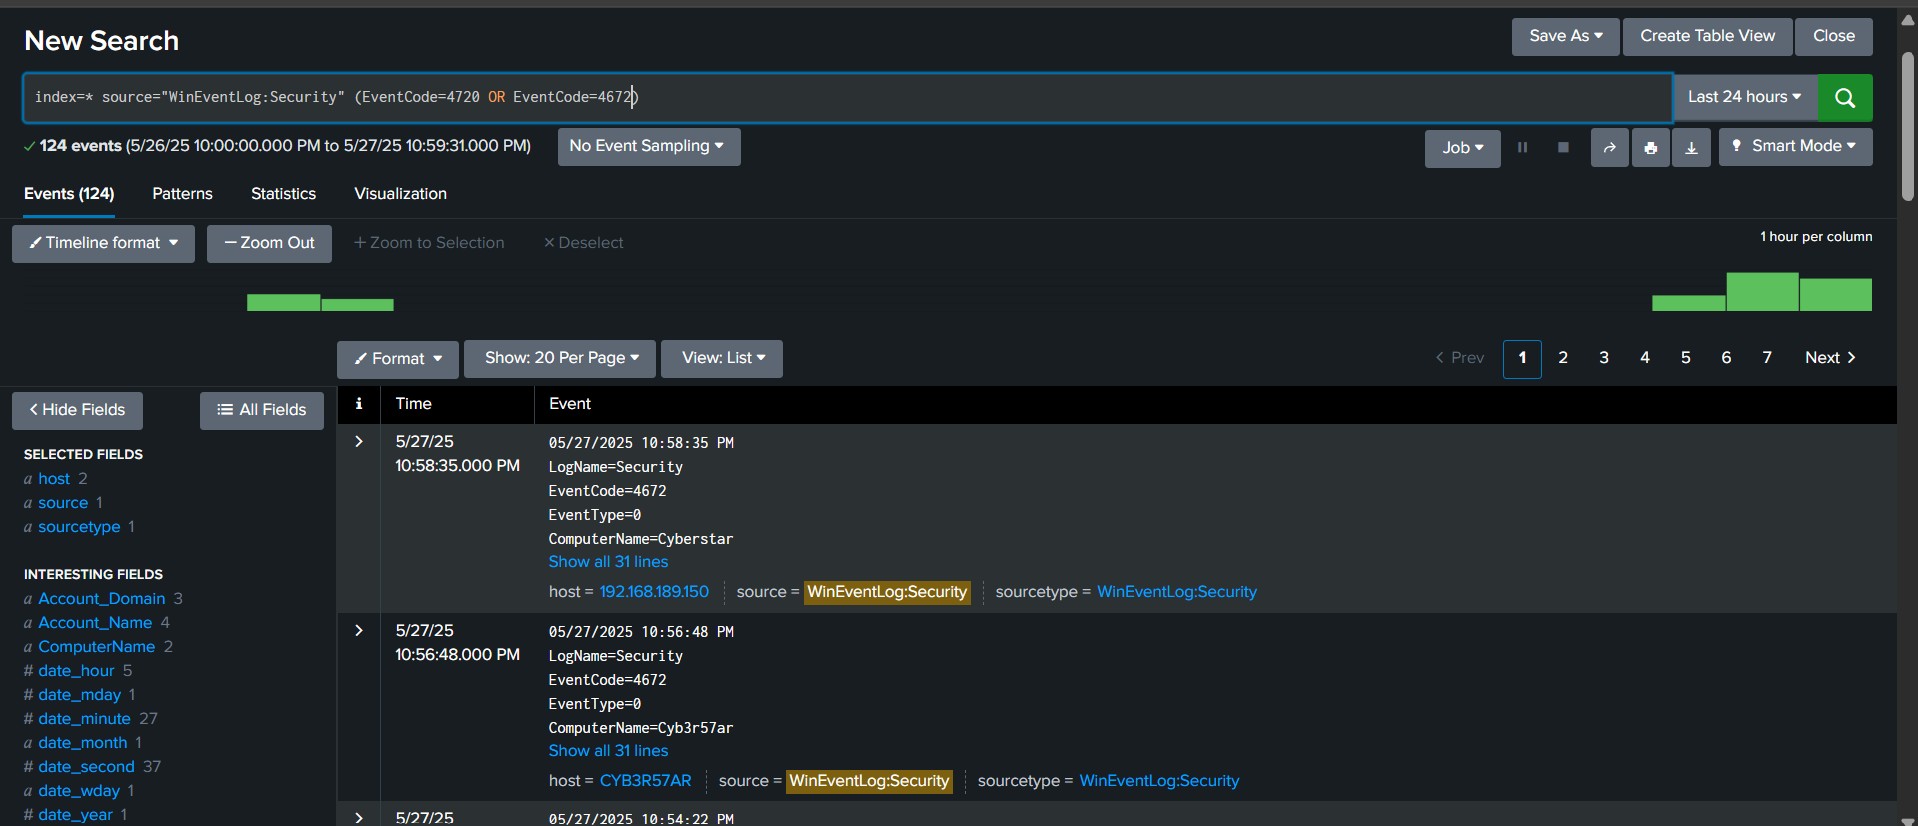 New Search
Save As
Create Table View
Close
index=* source="WinEventLog:Security" (EventCode=4720 OR EventCode=4672)
Last 24 hours
124 events (5/26/25 10:00:00.000 PM to 5/27/25 10:59:31.000 PM)
No Event Sampling
Job
Smart Mode
Events (124)
Patterns
Statistics
Visualization
Timeline format
Zoom Out
Zoom to Selection
Deselect
1 hour per column
Format
Show: 20 Per Page
View: List
Prev
1
2
3
4
5
6
7
Next
Hide Fields
All Fields
SELECTED FIELDS
a host 2
a source 1
a sourcetype 1
INTERESTING FIELDS
a Account_Domain 3
a Account_Name 4
a ComputerName 2
# date_hour 5
# date_mday 1
# date_minute 27
a date_month 1
# date_second 37
a date_wday 1
# date_year 1
i
Time
Event
5/27/25
10:58:35.000 PM
05/27/2025 10:58:35 PM
LogName=Security
EventCode=4672
EventType=0
ComputerName=Cyberstar
Show all 31 lines
host = 192.168.189.150
source = WinEventLog:Security
sourcetype = WinEventLog:Security
5/27/25
10:56:48.000 PM
05/27/2025 10:56:48 PM
LogName=Security
EventCode=4672
EventType=0
ComputerName=Cyb3r57ar
Show all 31 lines
host = CYB3R57AR
source = WinEventLog:Security
sourcetype = WinEventLog:Security
5/27/25
05/27/2025 10:54:22 PM